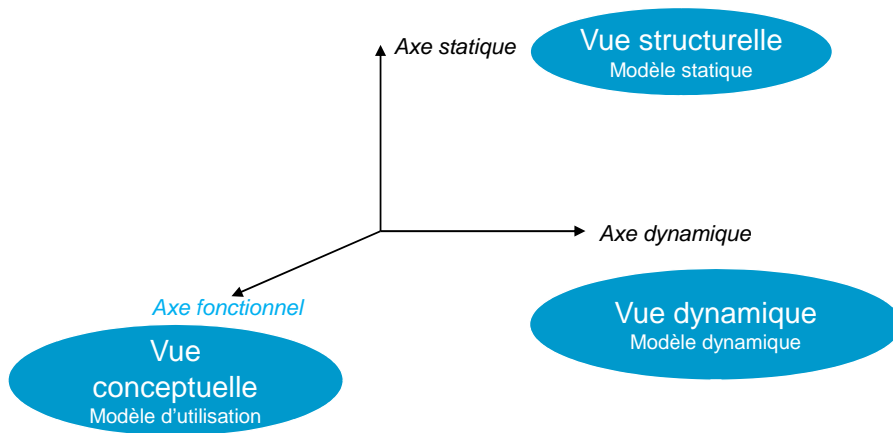 Axe statique
Vue structurelle
Modèle statique
Axe dynamique
Axe fonctionnel
Vue dynamique
Modèle dynamique
Vue
conceptuelle
Modèle d'utilisation